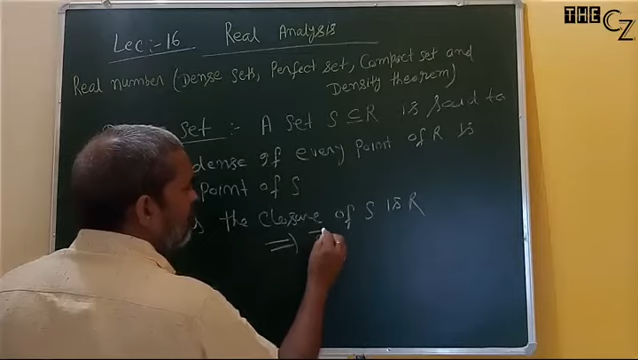 THE CZ
Lec:-16 Real Analysis
Real number (Dense sets, Perfect set, Compact set and
Density theorem)
set :- A set S ⊆ R is said to
dense if every point of R is
point of S
the closure of S is R
⇒